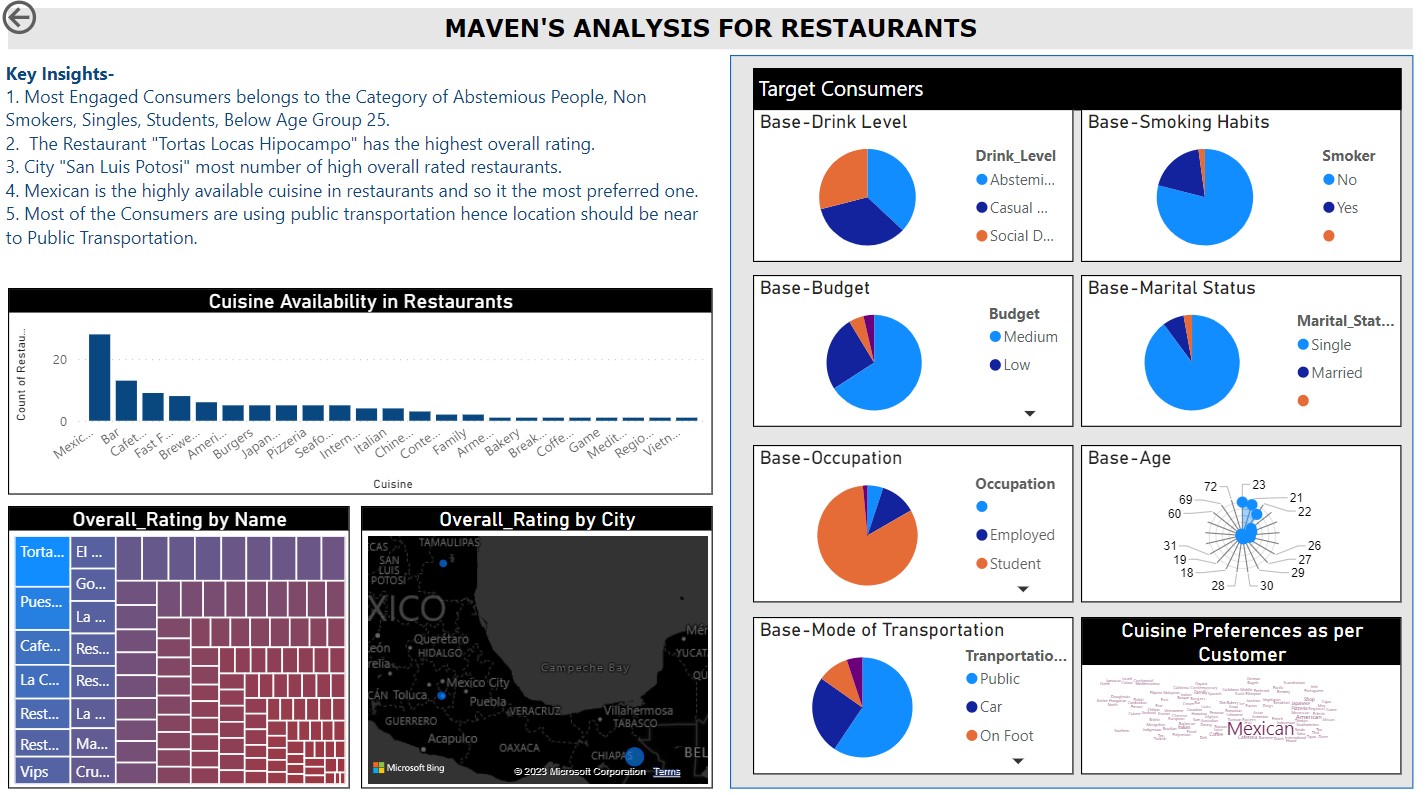 MAVEN'S ANALYSIS FOR RESTAURANTS
Key Insights-
1. Most Engaged Consumers belongs to the Category of Abstemious People, Non
Smokers, Singles, Students, Below Age Group 25.
2.  The Restaurant "Tortas Locas Hipocampo" has the highest overall rating.
3. City "San Luis Potosi" most number of high overall rated restaurants.
4. Mexican is the highly available cuisine in restaurants and so it the most preferred one.
5. Most of the Consumers are using public transportation hence location should be near
to Public Transportation.
Cuisine Availability in Restaurants
Count of Restau...
20
0
Mexic...
Bar
Cafet...
Fast F...
Brewe...
Ameri...
Burgers
Japan...
Pizzeria
Seafo...
Intern...
Italian
Chine...
Conte...
Family
Arme...
Bakery
Break...
Coffe...
Game
Medit...
Regio...
Vietn...
Cuisine
Overall_Rating by Name
Torta...
Pues...
Cafe...
La C...
Rest...
Rest...
Vips
El ...
Go...
La ...
Res...
Res...
La ...
Ma...
Cru...
Overall_Rating by City
CAS
TAMAULIPAS
SAN
LUIS
POTOSI
XICO
Querétaro
HIDALGO
eón
relia
Mér
YUCAT
Campeche Bay
CÁN
Toluca
Mexico City
Puebla
VERACRUZ
Villahermosa
TABASCO
GUERRERO
Acapulco
OAXACA
CHIAPAS
BEL
Microsoft Bing
© 2023 Microsoft Corporation
Terms
Target Consumers
Base-Drink Level
Drink_Level
Abstemi...
Casual ...
Social D...
Base-Smoking Habits
Smoker
No
Yes
Base-Budget
Budget
Medium
Low
Base-Marital Status
Marital_Stat...
Single
Married
Base-Occupation
Occupation
Employed
Student
Base-Age
72
23
69
21
60
22
31
26
19
27
18
29
28
30
Base-Mode of Transportation
Tranportatio...
Public
Car
On Foot
Cuisine Preferences as per
Customer
American
Mexican